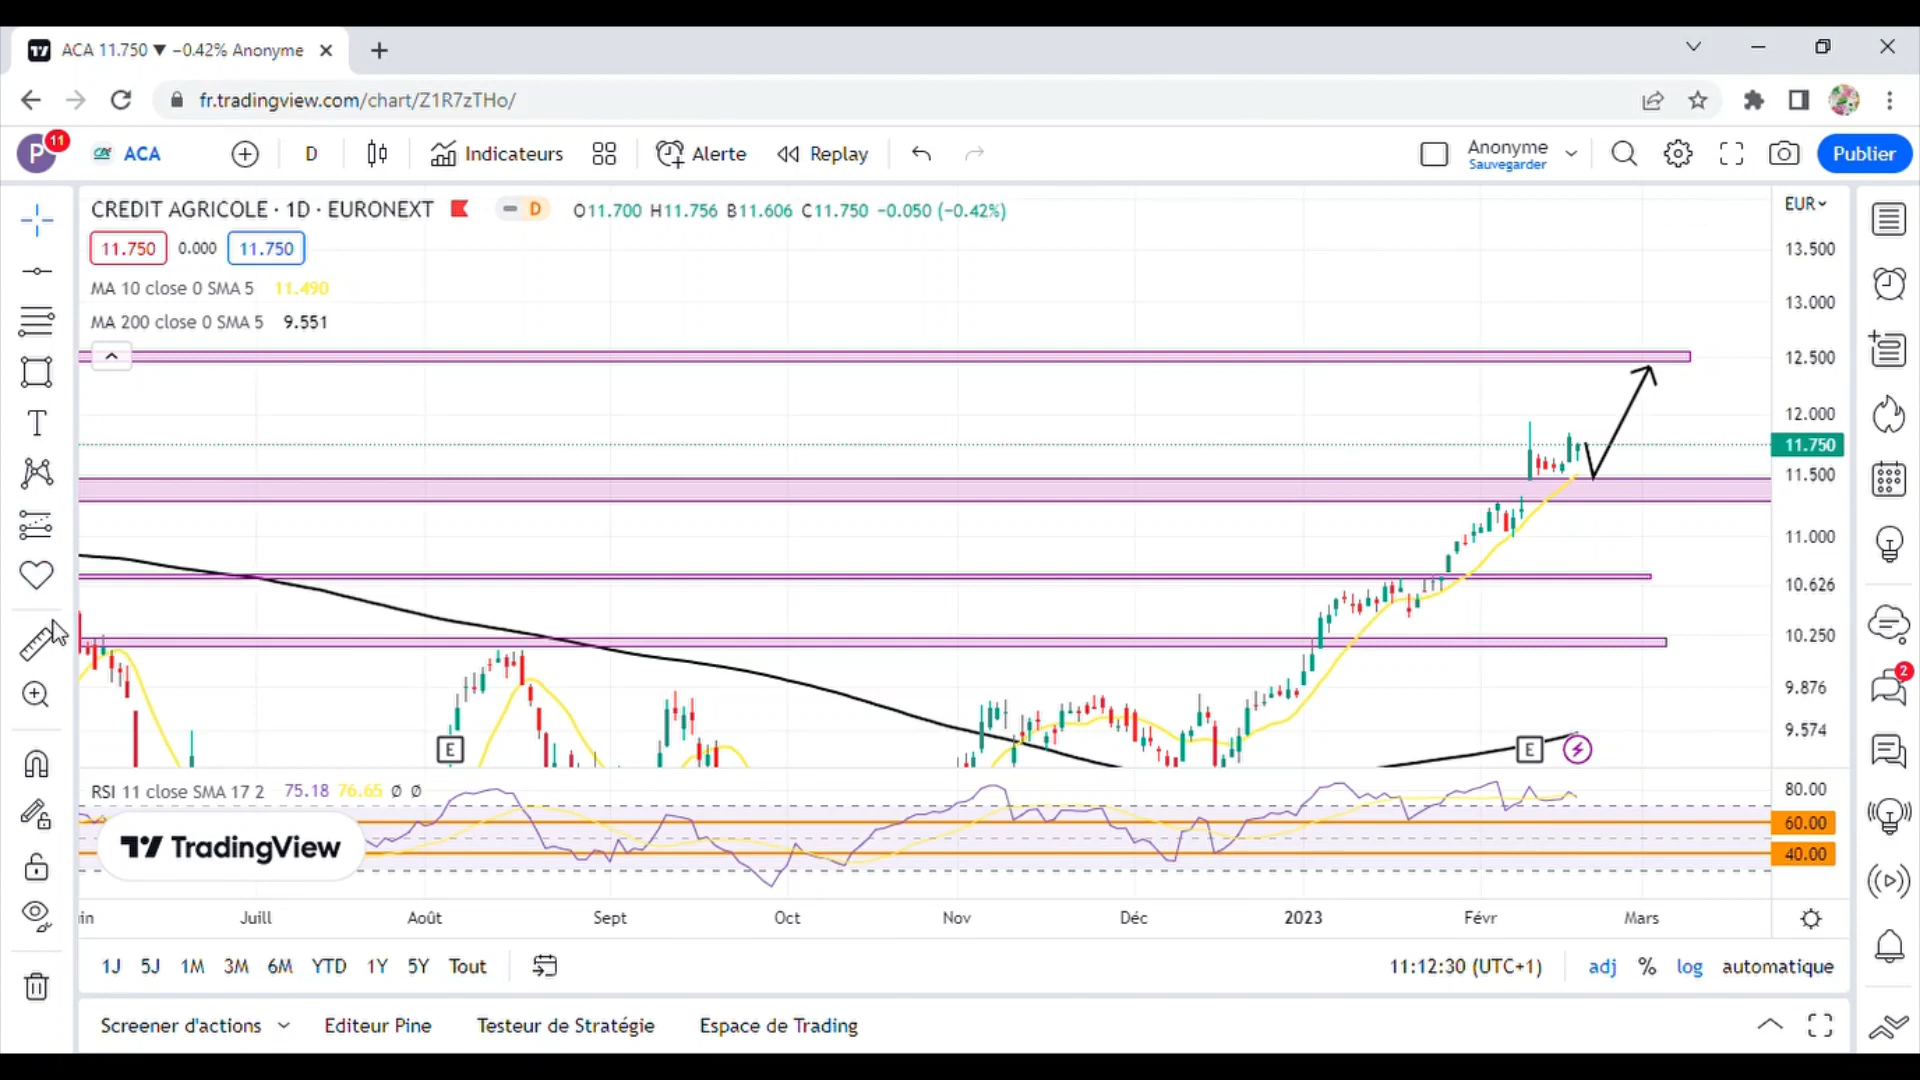 ACA 11.750 ▼ −0.42% Anonyme
fr.tradingview.com/chart/Z1R7zTHo/
P
11
ACA
D
Indicateurs
Alerte
Replay
Anonyme
Sauvegarder
Publier
CREDIT AGRICOLE · 1D · EURONEXT
D
O11.700 H11.756 B11.606 C11.750 −0.050 (−0.42%)
EUR
11.750
0.000
11.750
MA 10 close 0 SMA 5 11.490
MA 200 close 0 SMA 5 9.551
13.500
13.000
12.500
12.000
11.750
11.500
11.000
10.626
10.250
9.876
9.574
E
E
2
RSI 11 close SMA 17 2 75.18 76.65 Ø Ø
80.00
60.00
40.00
TradingView
in
Juill
Août
Sept
Oct
Nov
Déc
2023
Févr
Mars
1J 5J 1M 3M 6M YTD 1Y 5Y Tout
11:12:30 (UTC+1)
adj % log automatique
Screener d'actions
Editeur Pine
Testeur de Stratégie
Espace de Trading